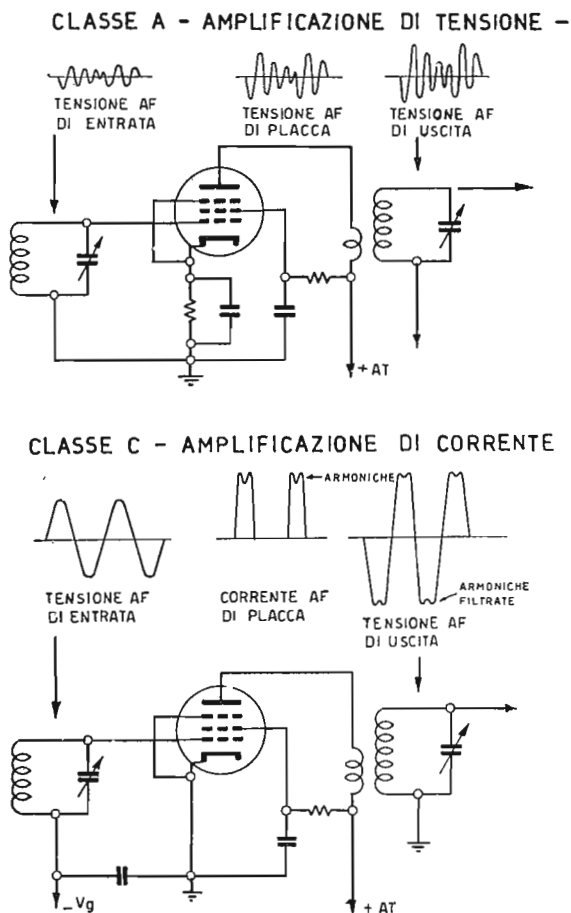 CLASSE A - AMPLIFICAZIONE DI TENSIONE -
TENSIONE AF
DI ENTRATA
TENSIONE AF
DI PLACCA
TENSIONE AF
DI USCITA
+ AT
CLASSE C - AMPLIFICAZIONE DI CORRENTE
ARMONICHE
TENSIONE AF
DI ENTRATA
CORRENTE AF
DI PLACCA
ARMONICHE
FILTRATE
TENSIONE AF
DI USCITA
- Vg
+ AT